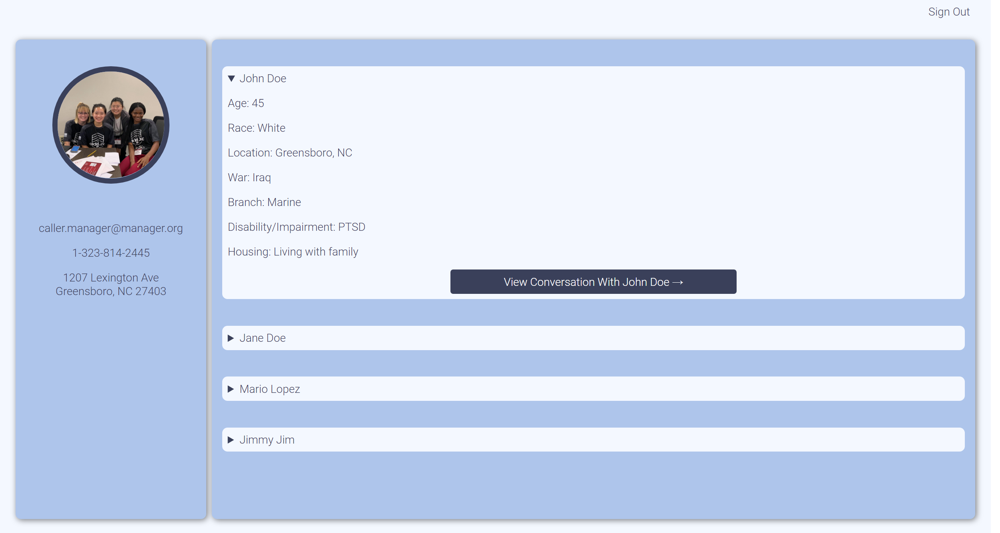 Sign Out
caller.manager@manager.org
1-323-814-2445
1207 Lexington Ave
Greensboro, NC 27403
John Doe
Age: 45
Race: White
Location: Greensboro, NC
War: Iraq
Branch: Marine
Disability/Impairment: PTSD
Housing: Living with family
View Conversation With John Doe →
Jane Doe
Mario Lopez
Jimmy Jim